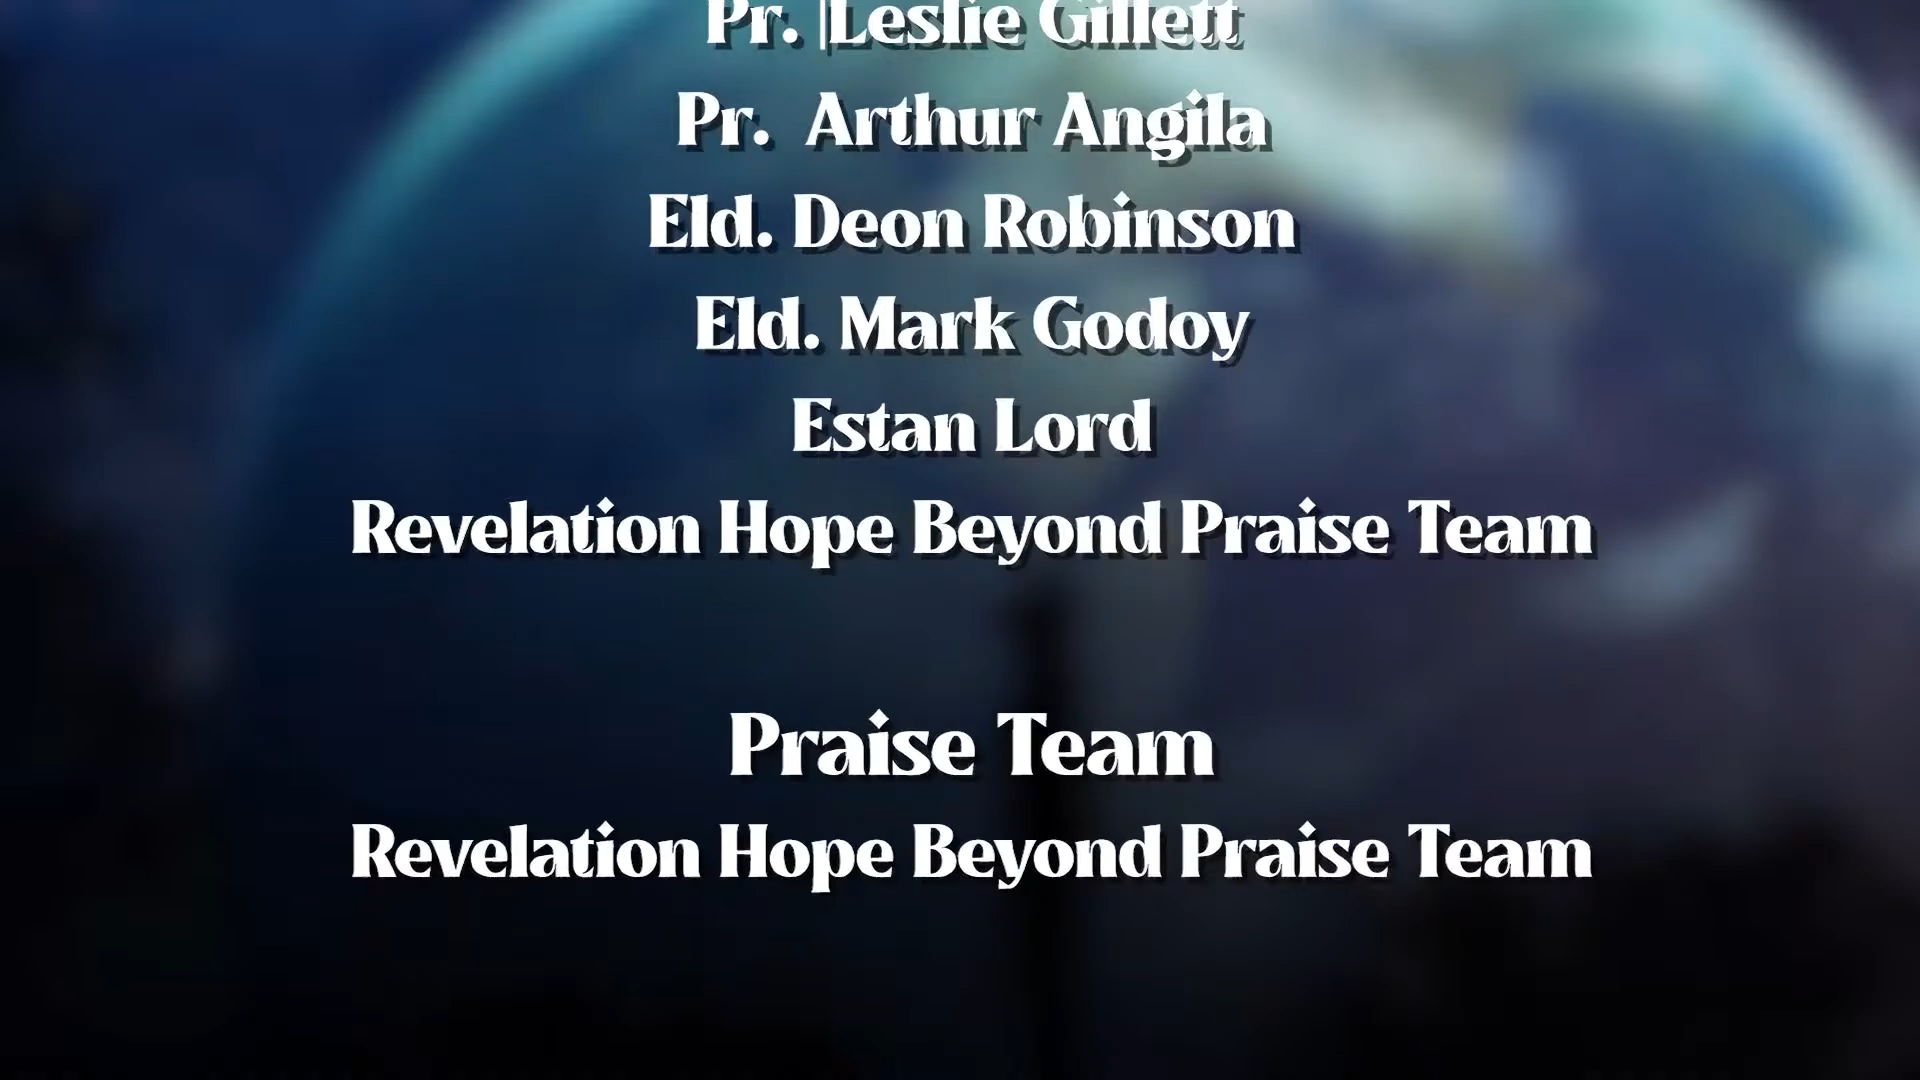 Pr. |Leslie Gillett
Pr.  Arthur Angila
Eld. Deon Robinson
Eld. Mark Godoy
Estan Lord
Revelation Hope Beyond Praise Team
Praise Team
Revelation Hope Beyond Praise Team